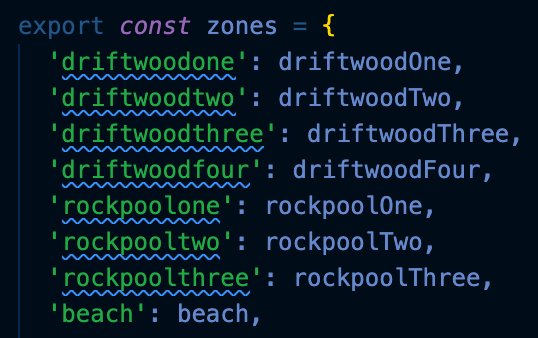 export const zones = {
'driftwoodone': driftwoodOne,
'driftwoodtwo': driftwoodTwo,
'driftwoodthree': driftwoodThree,
'driftwoodfour': driftwoodFour,
'rockpoolone': rockpoolOne,
'rockpooltwo': rockpoolTwo,
'rockpoolthree': rockpoolThree,
'beach': beach,